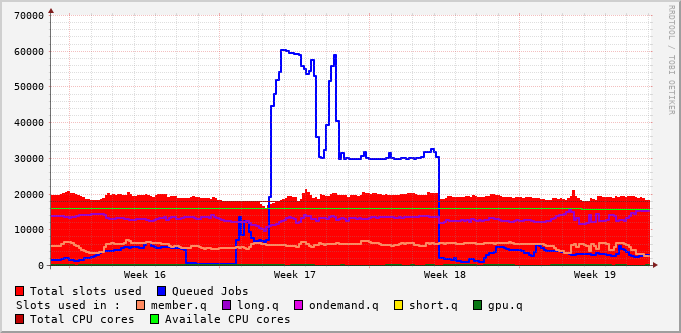 70000
60000
50000
40000
30000
20000
10000
0
Week 16 Week 17 Week 18 Week 19
Total slots used Queued Jobs
Slots used in : member.q long.q ondemand.q short.q gpu.q
Total CPU cores Availale CPU cores
RRDTOOL / TOBI OETIKER